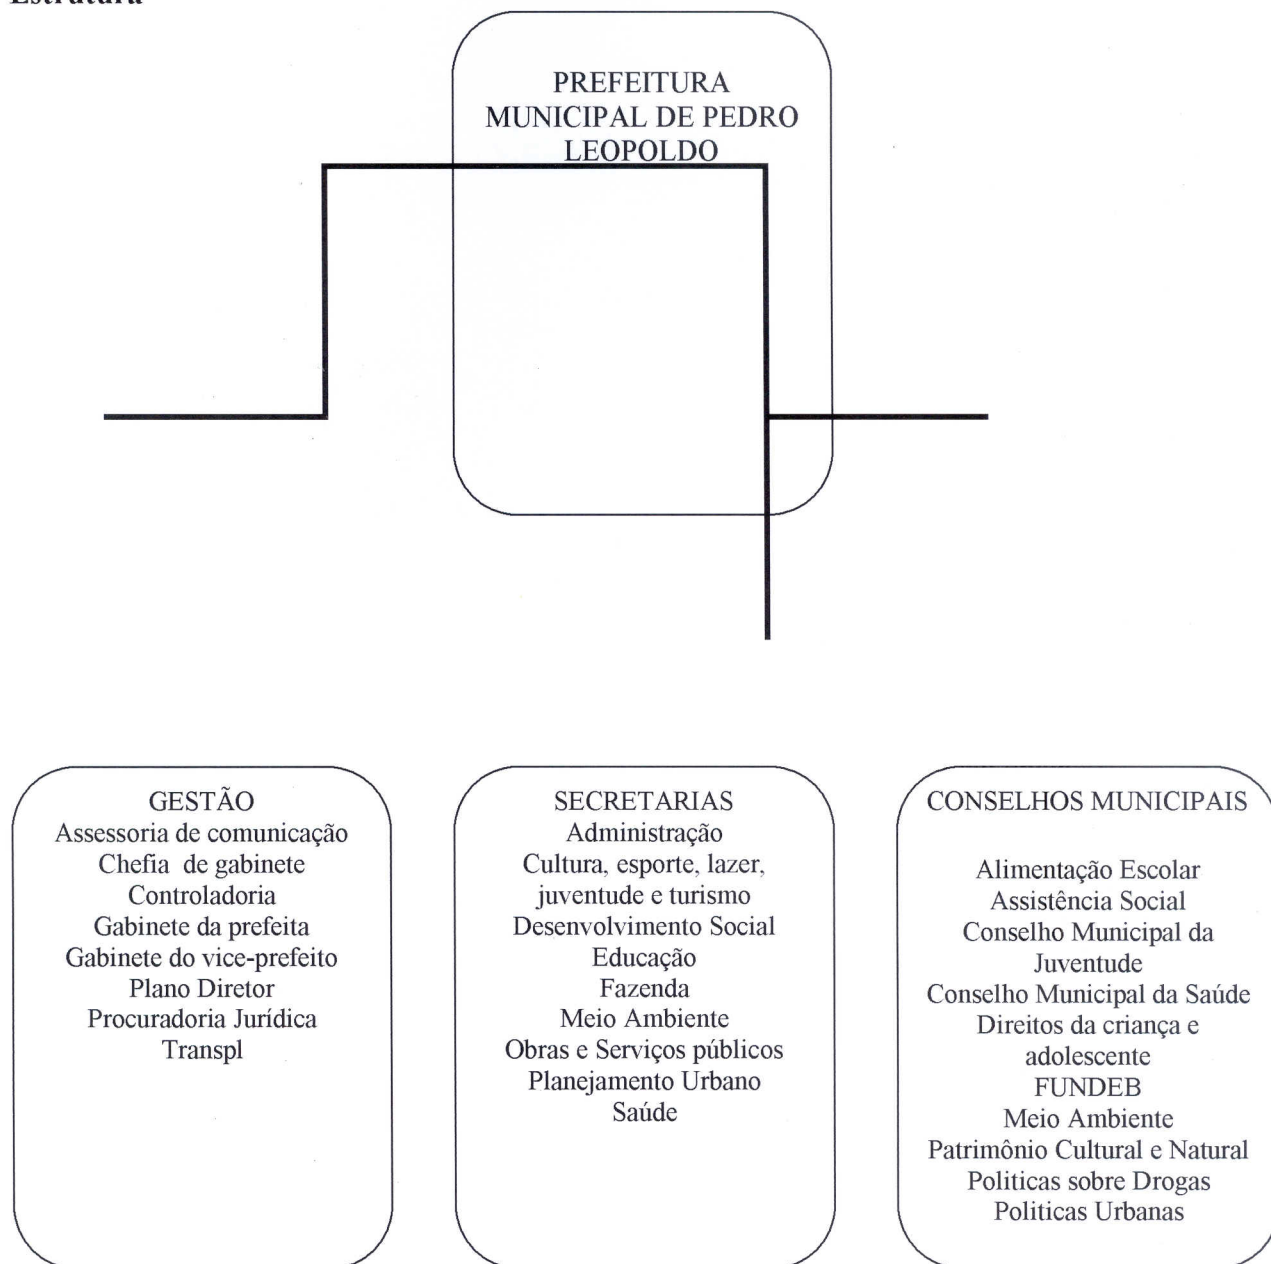 Estrutura
PREFEITURA
MUNICIPAL DE PEDRO
LEOPOLDO
GESTÃO
Assessoria de comunicação
Chefia de gabinete
Controladoria
Gabinete da prefeita
Gabinete do vice-prefeito
Plano Diretor
Procuradoria Jurídica
Transpl
SECRETARIAS
Administração
Cultura, esporte, lazer,
juventude e turismo
Desenvolvimento Social
Educação
Fazenda
Meio Ambiente
Obras e Serviços públicos
Planejamento Urbano
Saúde
CONSELHOS MUNICIPAIS
Alimentação Escolar
Assistência Social
Conselho Municipal da
Juventude
Conselho Municipal da Saúde
Direitos da criança e
adolescente
FUNDEB
Meio Ambiente
Patrimônio Cultural e Natural
Politicas sobre Drogas
Politicas Urbanas